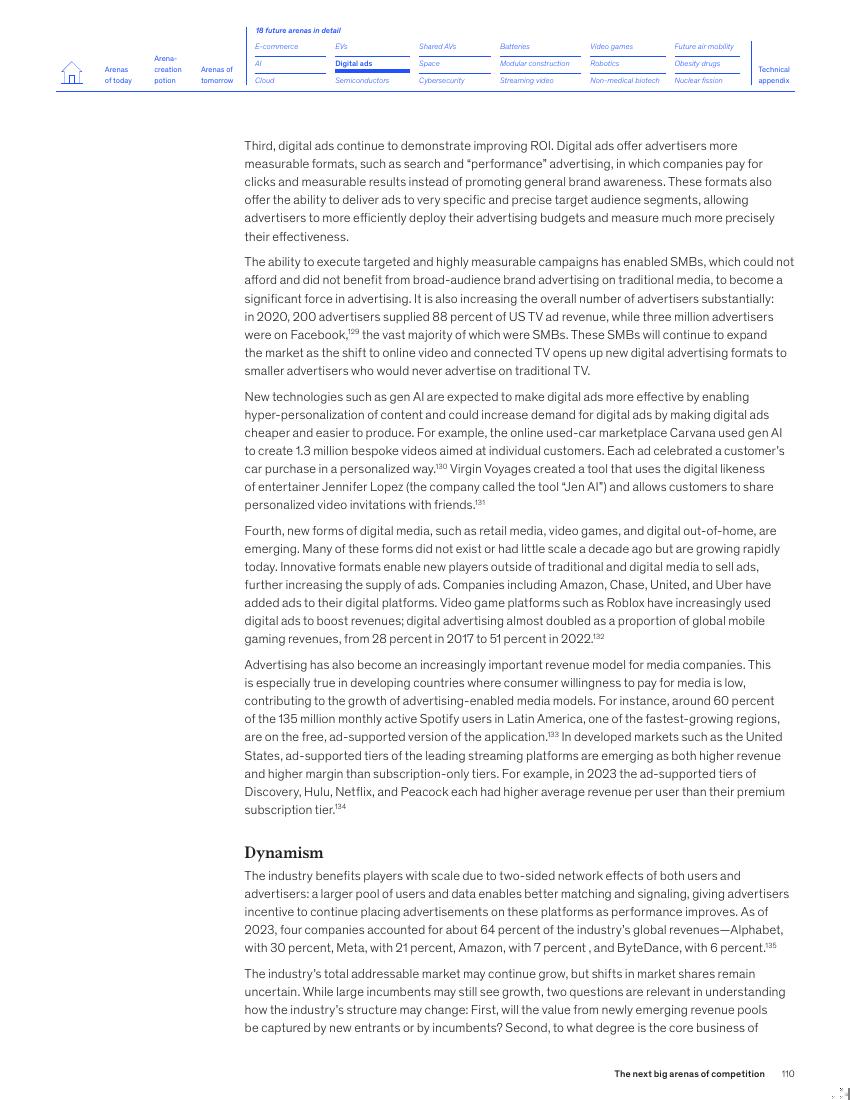 18 future arenas in detail
Arenas of today
Arena-creation potion
Arenas of tomorrow
E-commerce EVs Shared AVs Batteries Video games Future air mobility
AI Digital ads Space Modular construction Robotics Obesity drugs
Cloud Semiconductors Cybersecurity Streaming video Non-medical biotech Nuclear fission
Technical appendix
Third, digital ads continue to demonstrate improving ROI. Digital ads offer advertisers more
measurable formats, such as search and “performance” advertising, in which companies pay for
clicks and measurable results instead of promoting general brand awareness. These formats also
offer the ability to deliver ads to very specific and precise target audience segments, allowing
advertisers to more efficiently deploy their advertising budgets and measure much more precisely
their effectiveness.
The ability to execute targeted and highly measurable campaigns has enabled SMBs, which could not
afford and did not benefit from broad-audience brand advertising on traditional media, to become a
significant force in advertising. It is also increasing the overall number of advertisers substantially:
in 2020, 200 advertisers supplied 88 percent of US TV ad revenue, while three million advertisers
were on Facebook,129 the vast majority of which were SMBs. These SMBs will continue to expand
the market as the shift to online video and connected TV opens up new digital advertising formats to
smaller advertisers who would never advertise on traditional TV.
New technologies such as gen AI are expected to make digital ads more effective by enabling
hyper-personalization of content and could increase demand for digital ads by making digital ads
cheaper and easier to produce. For example, the online used-car marketplace Carvana used gen AI
to create 1.3 million bespoke videos aimed at individual customers. Each ad celebrated a customer’s
car purchase in a personalized way.130 Virgin Voyages created a tool that uses the digital likeness
of entertainer Jennifer Lopez (the company called the tool “Jen AI”) and allows customers to share
personalized video invitations with friends.131
Fourth, new forms of digital media, such as retail media, video games, and digital out-of-home, are
emerging. Many of these forms did not exist or had little scale a decade ago but are growing rapidly
today. Innovative formats enable new players outside of traditional and digital media to sell ads,
further increasing the supply of ads. Companies including Amazon, Chase, United, and Uber have
added ads to their digital platforms. Video game platforms such as Roblox have increasingly used
digital ads to boost revenues; digital advertising almost doubled as a proportion of global mobile
gaming revenues, from 28 percent in 2017 to 51 percent in 2022.132
Advertising has also become an increasingly important revenue model for media companies. This
is especially true in developing countries where consumer willingness to pay for media is low,
contributing to the growth of advertising-enabled media models. For instance, around 60 percent
of the 135 million monthly active Spotify users in Latin America, one of the fastest-growing regions,
are on the free, ad-supported version of the application.133 In developed markets such as the United
States, ad-supported tiers of the leading streaming platforms are emerging as both higher revenue
and higher margin than subscription-only tiers. For example, in 2023 the ad-supported tiers of
Discovery, Hulu, Netflix, and Peacock each had higher average revenue per user than their premium
subscription tier.134
Dynamism
The industry benefits players with scale due to two-sided network effects of both users and
advertisers: a larger pool of users and data enables better matching and signaling, giving advertisers
incentive to continue placing advertisements on these platforms as performance improves. As of
2023, four companies accounted for about 64 percent of the industry’s global revenues—Alphabet,
with 30 percent, Meta, with 21 percent, Amazon, with 7 percent , and ByteDance, with 6 percent.135
The industry’s total addressable market may continue grow, but shifts in market shares remain
uncertain. While large incumbents may still see growth, two questions are relevant in understanding
how the industry’s structure may change: First, will the value from newly emerging revenue pools
be captured by new entrants or by incumbents? Second, to what degree is the core business of
The next big arenas of competition 110